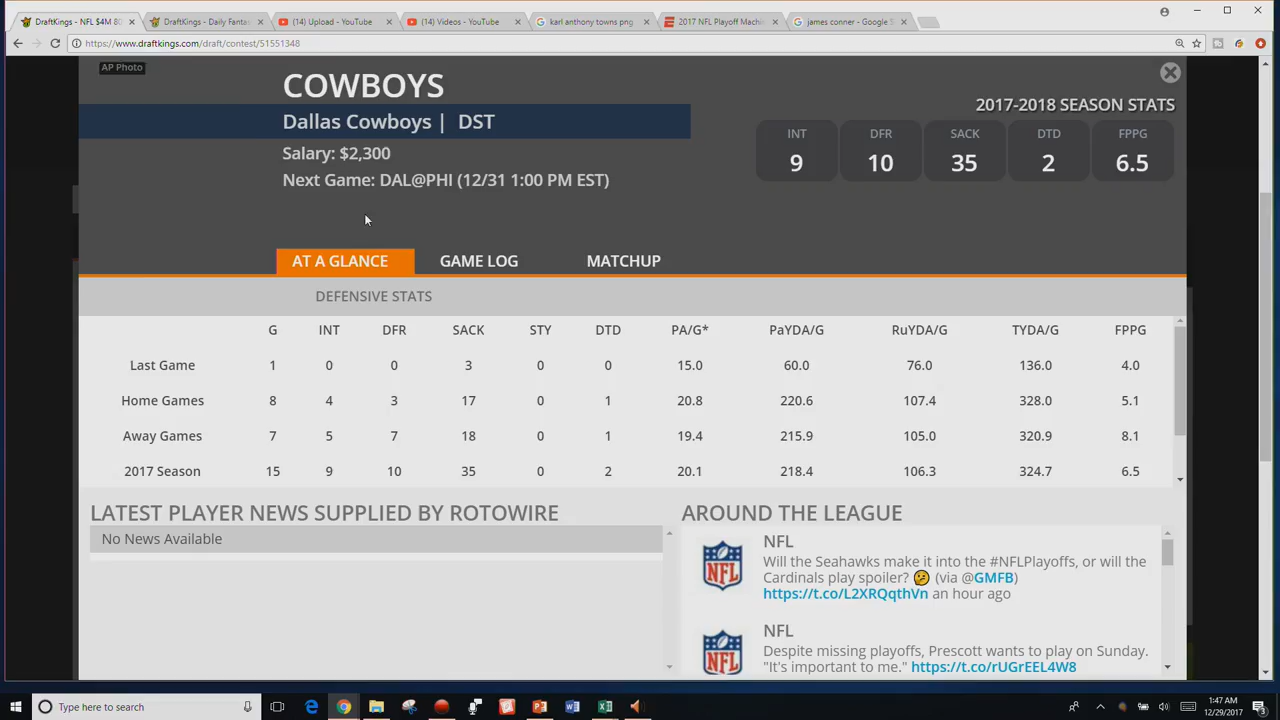 DraftKings - NFL $4M 80
DraftKings - Daily Fantas
(14) Upload - YouTube
(14) Videos - YouTube
karl anthony towns png
2017 NFL Playoff Machin
james conner - Google S
https://www.draftkings.com/draft/contest/51551348
AP Photo
COWBOYS
Dallas Cowboys | DST
Salary: $2,300
Next Game: DAL@PHI (12/31 1:00 PM EST)
2017-2018 SEASON STATS
INT DFR SACK DTD FPPG
9 10 35 2 6.5
AT A GLANCE GAME LOG MATCHUP
DEFENSIVE STATS
G INT DFR SACK STY DTD PA/G* PaYDA/G RuYDA/G TYDA/G FPPG
Last Game 1 0 0 3 0 0 15.0 60.0 76.0 136.0 4.0
Home Games 8 4 3 17 0 1 20.8 220.6 107.4 328.0 5.1
Away Games 7 5 7 18 0 1 19.4 215.9 105.0 320.9 8.1
2017 Season 15 9 10 35 0 2 20.1 218.4 106.3 324.7 6.5
LATEST PLAYER NEWS SUPPLIED BY ROTOWIRE
No News Available
AROUND THE LEAGUE
NFL
NFL
Will the Seahawks make it into the #NFLPlayoffs, or will the
Cardinals play spoiler? 🤔 (via @GMFB)
https://t.co/L2XRQqthVn an hour ago
NFL
NFL
Despite missing playoffs, Prescott wants to play on Sunday.
"It's important to me." https://t.co/rUGrEEL4W8
Type here to search
1:47 AM
12/29/2017
3